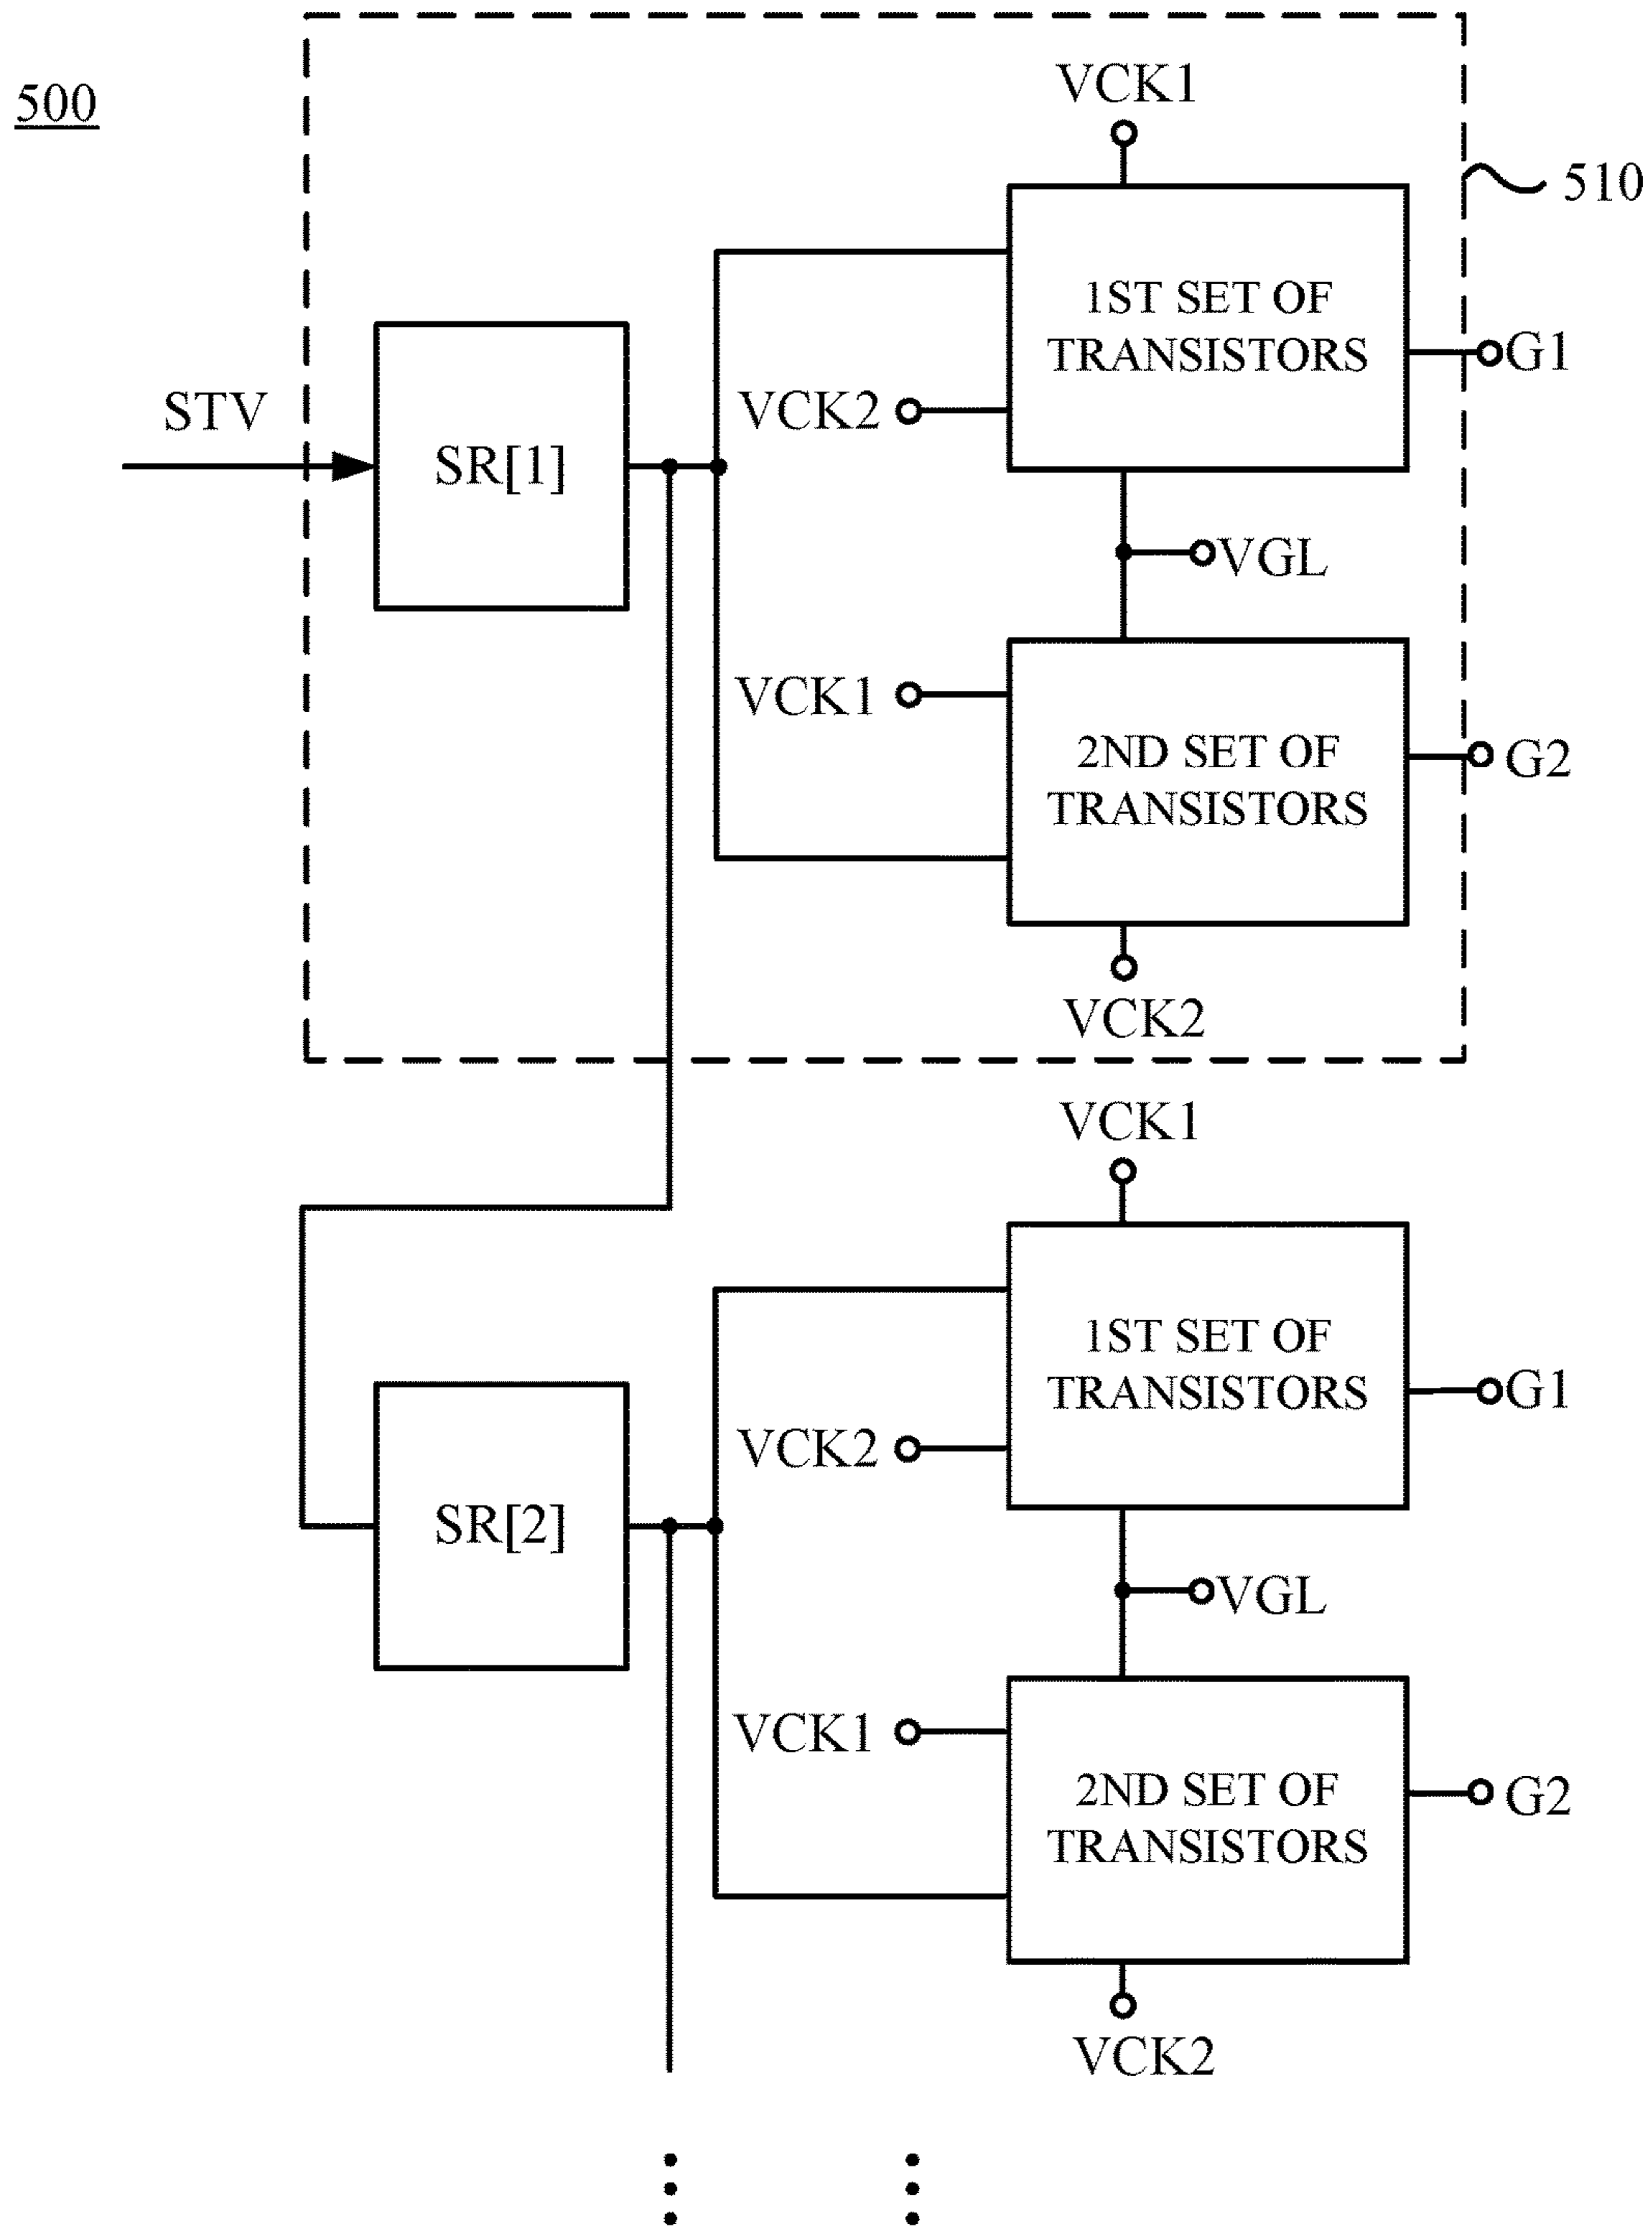 500
VCK1
510
1ST SET OF
TRANSISTORS
G1
STV
VCK2
SR[1]
VGL
VCK1
2ND SET OF
TRANSISTORS
G2
VCK2
VCK1
1ST SET OF
TRANSISTORS
G1
VCK2
SR[2]
VGL
VCK1
2ND SET OF
TRANSISTORS
G2
VCK2